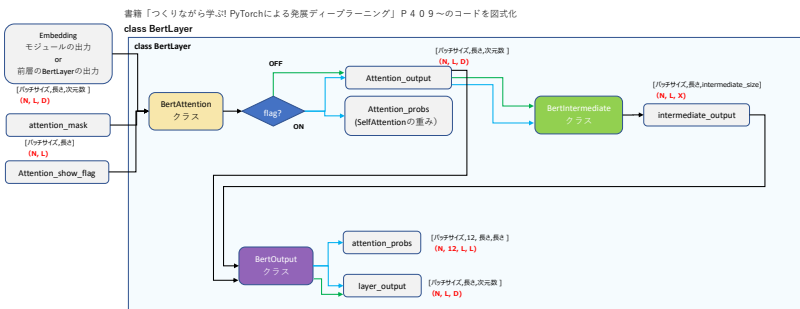 書籍「つくりながら学ぶ! PyTorchによる発展ディープラーニング」P409～のコードを図式化
class BertLayer
class BertLayer
Embedding
モジュールの出力
or
前層のBertLayerの出力
[バッチサイズ,長さ,次元数 ]
(N, L, D)
attention_mask
[バッチサイズ,長さ]
(N, L)
Attention_show_flag
BertAttention
クラス
flag?
OFF
ON
[バッチサイズ,長さ,次元数 ]
(N, L, D)
Attention_output
Attention_probs
(SelfAttentionの重み)
BertIntermediate
クラス
[バッチサイズ,長さ,intermediate_size]
(N, L, X)
intermediate_output
BertOutput
クラス
attention_probs
[バッチサイズ,12, 長さ,長さ ]
(N, 12, L, L)
layer_output
[バッチサイズ,長さ,次元数 ]
(N, L, D)